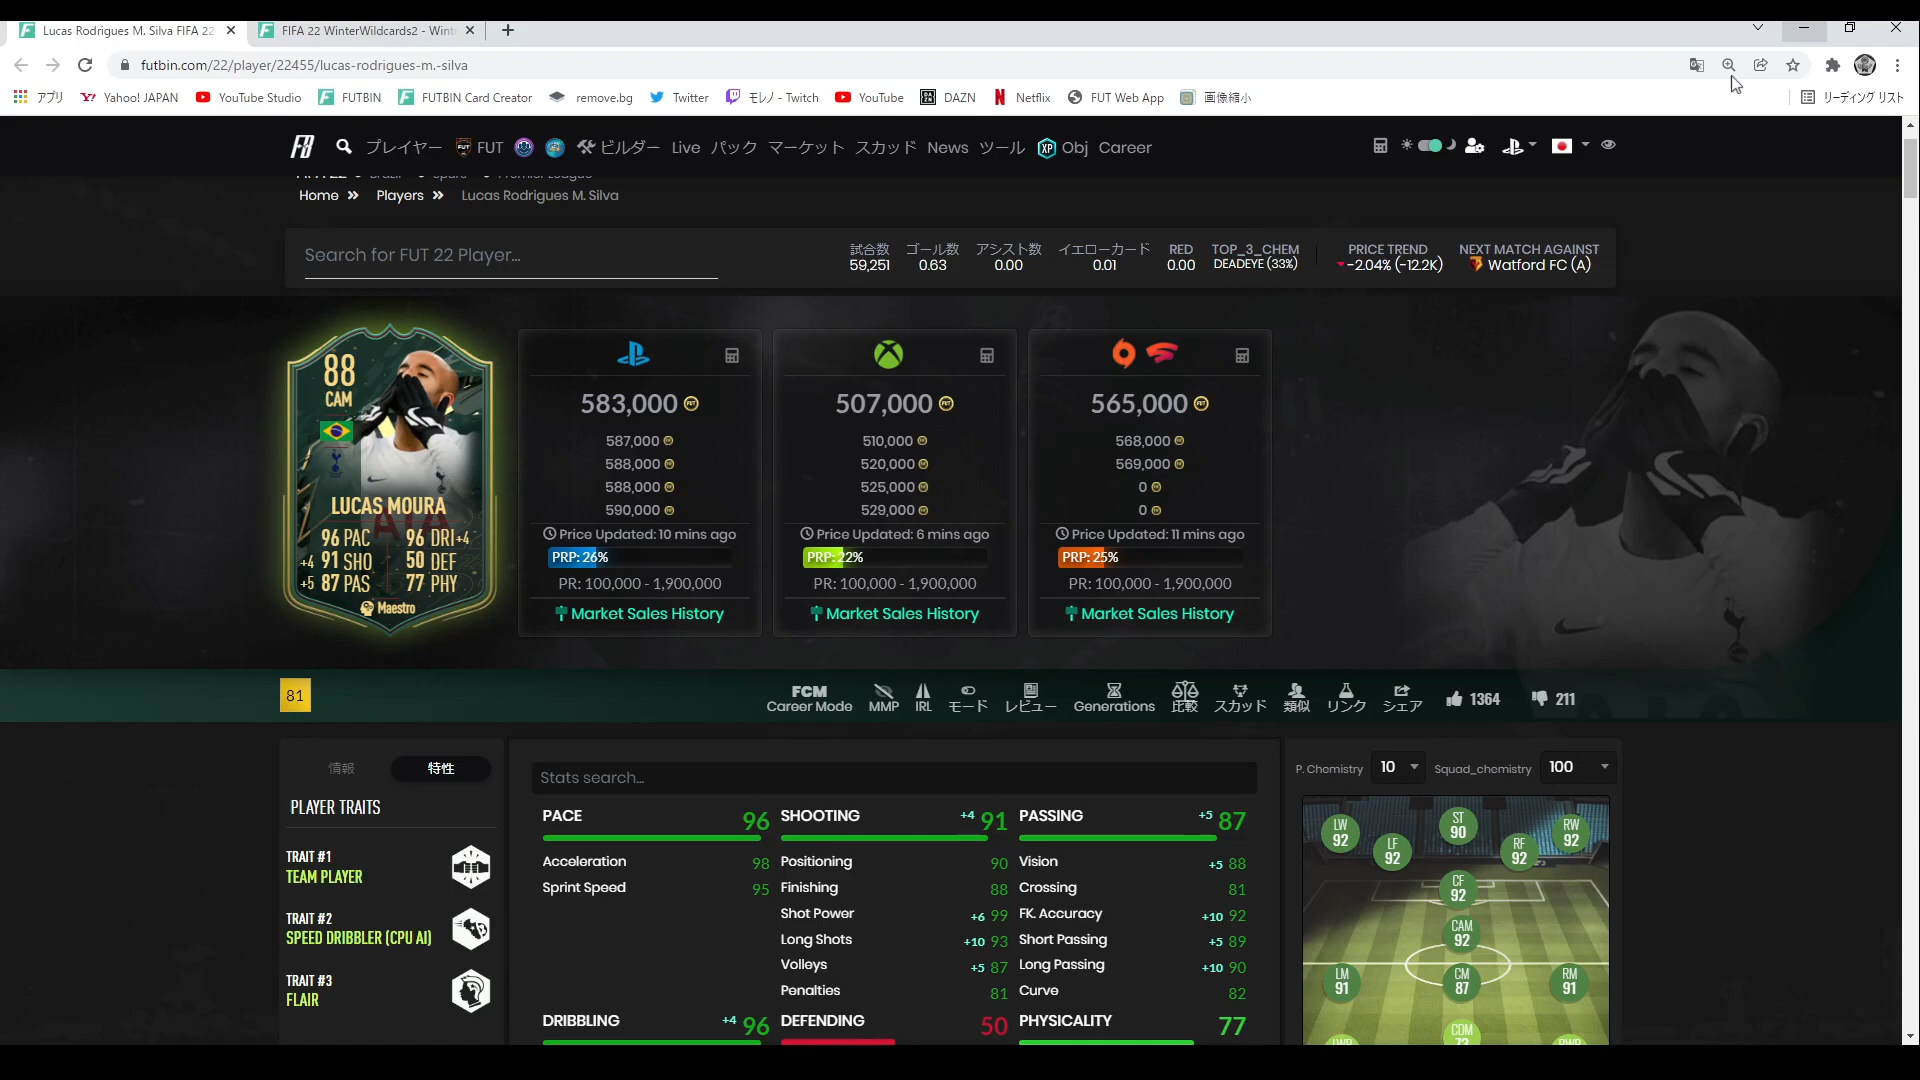 Lucas Rodrigues M. Silva FIFA 22
FIFA 22 WinterWildcards2 - Wint
futbin.com/22/player/22455/lucas-rodrigues-m.-silva
アプリ Yahoo! JAPAN YouTube Studio FUTBIN FUTBIN Card Creator remove.bg Twitter モレノ - Twitch YouTube DAZN Netflix FUT Web App 画像縮小 リーディング リスト
プレイヤー FUT ビルダー Live パック マーケット スカッド News ツール XP Obj Career
Home » Players » Lucas Rodrigues M. Silva
Search for FUT 22 Player...
試合数 ゴール数 アシスト数 イエローカード RED TOP_3_CHEM PRICE TREND NEXT MATCH AGAINST
59,251 0.63 0.00 0.01 0.00 DEADEYE (33%) -2.04% (-12.2K) Watford FC (A)
88
CAM
LUCAS MOURA
96 PAC 96 DRI+4
+4 91 SHO 50 DEF
+5 87 PAS 77 PHY
Maestro
583,000
587,000
588,000
588,000
590,000
Price Updated: 10 mins ago
PRP: 26%
PR: 100,000 - 1,900,000
Market Sales History
507,000
510,000
520,000
525,000
529,000
Price Updated: 6 mins ago
PRP: 22%
PR: 100,000 - 1,900,000
Market Sales History
565,000
568,000
569,000
0
0
Price Updated: 11 mins ago
PRP: 25%
PR: 100,000 - 1,900,000
Market Sales History
81
FCM
Career Mode MMP IRL モード レビュー Generations 比較 スカッド 類似 リンク シェア 1364 211
情報 特性
PLAYER TRAITS
TRAIT #1
TEAM PLAYER
TRAIT #2
SPEED DRIBBLER (CPU AI)
TRAIT #3
FLAIR
Stats search...
PACE 96
Acceleration 98
Sprint Speed 95
SHOOTING +4 91
Positioning 90
Finishing 88
Shot Power +6 99
Long Shots +10 93
Volleys +5 87
Penalties 81
PASSING +5 87
Vision +5 88
Crossing 81
FK. Accuracy +10 92
Short Passing +5 89
Long Passing +10 90
Curve 82
DRIBBLING +4 96
DEFENDING 50
PHYSICALITY 77
P. Chemistry 10 Squad_chemistry 100
LW
92
LF
92
ST
90
RF
92
RW
92
CF
92
CAM
92
LM
91
CM
87
RM
91
CDM